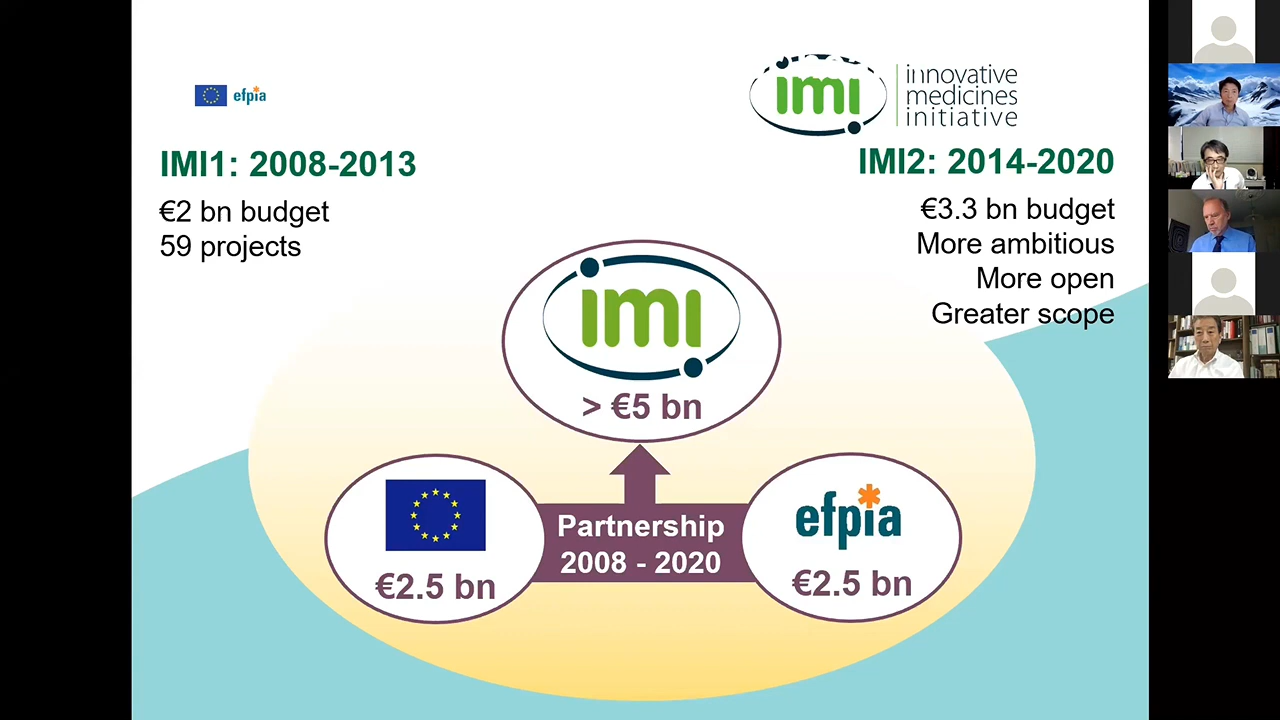 efpia
imi
innovative
medicines
initiative
IMI1: 2008-2013
€2 bn budget
59 projects
IMI2: 2014-2020
€3.3 bn budget
More ambitious
More open
Greater scope
imi
> €5 bn
Partnership
2008 - 2020
€2.5 bn
efpia
€2.5 bn